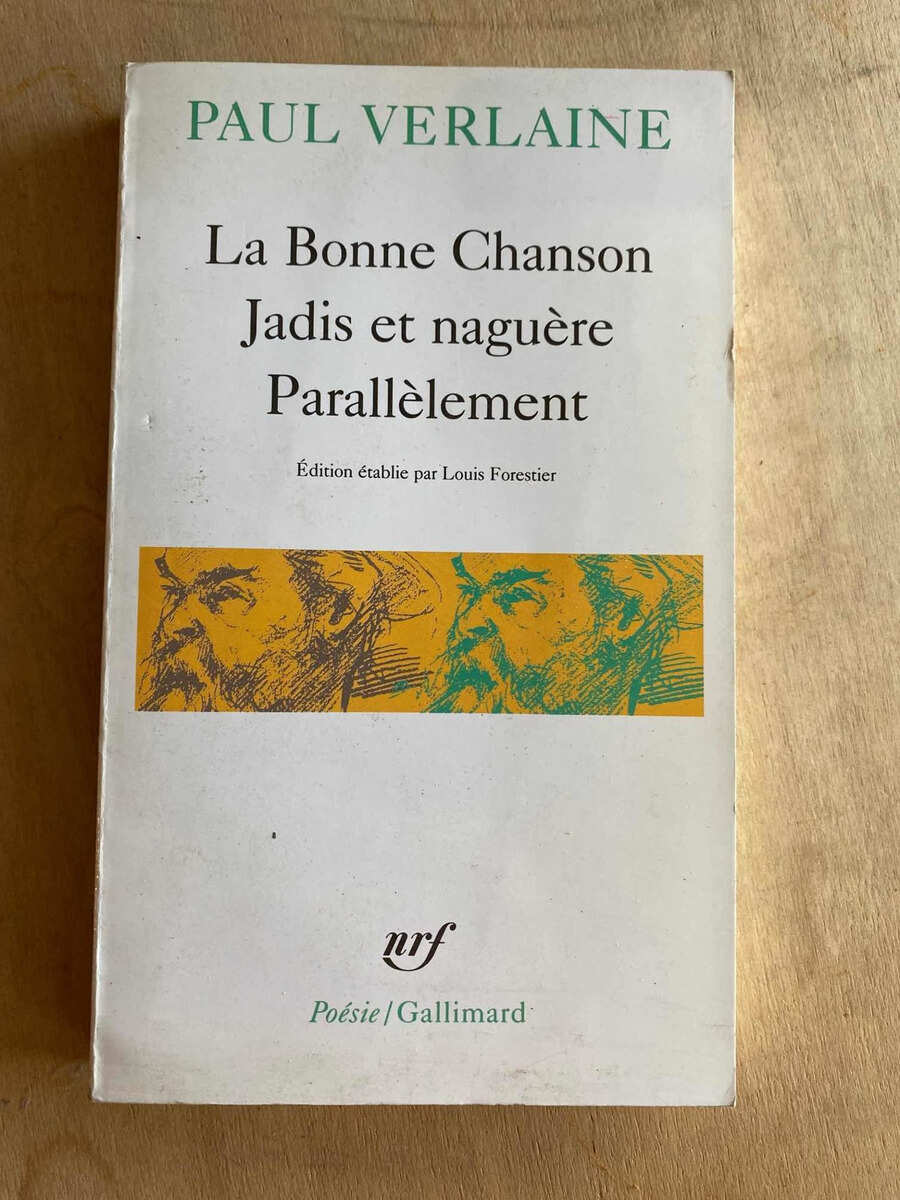 PAUL VERLAINE
La Bonne Chanson
Jadis et naguère
Parallèlement
Édition établie par Louis Forestier
nrf
Poésie/Gallimard